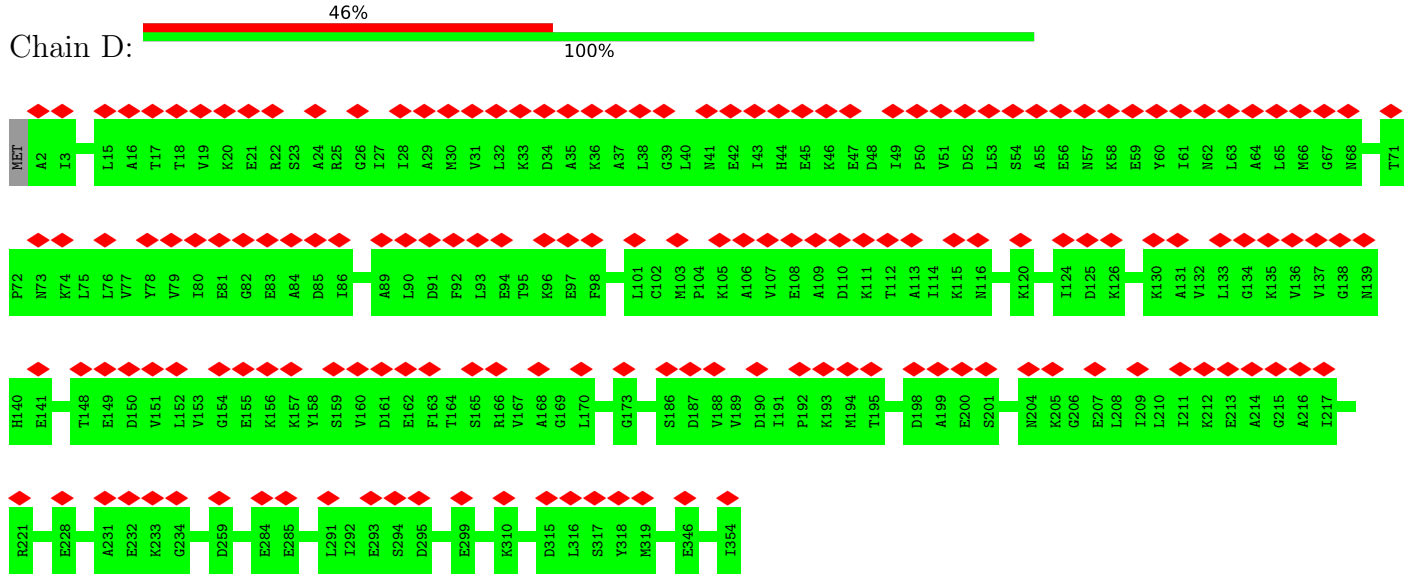 46%
Chain D:
100%
MET A2 I3 L15 A16 T17 T18 V19 K20 E21 R22 S23 A24 R25 G26 I27 I28 A29 M30 V31 L32 K33 D34 A35 K36 A37 L38 G39 L40 N41 E42 I43 H44 E45 K46 E47 D48 I49 P50 V51 D52 L53 S54 A55 E56 N57 K58 E59 Y60 I61 N62 L63 A64 L65 M66 G67 N68 T71
P72 N73 K74 L75 L76 V77 Y78 V79 I80 E81 G82 E83 A84 D85 I86 A89 L90 D91 F92 L93 E94 T95 K96 E97 F98 L101 C102 M103 P104 K105 A106 V107 E108 A109 D110 K111 T112 A113 I114 K115 N116 K120 I124 D125 K126 K130 A131 V132 L133 G134 K135 V136 V137 G138 N139
H140 E141 T148 E149 D150 V151 L152 V153 G154 E155 K156 K157 Y158 S159 V160 D161 E162 F163 T164 S165 R166 V167 A168 G169 L170 G173 S186 D187 V188 V189 D190 I191 P192 K193 M194 T195 D198 A199 E200 S201 N204 K205 G206 E207 L208 I209 L210 I211 K212 E213 A214 G215 A216 I217
R221 E228 A231 E232 K233 G234 D259 E284 E285 L291 I292 E293 S294 D295 E299 K310 D315 L316 S317 Y318 M319 E346 I354